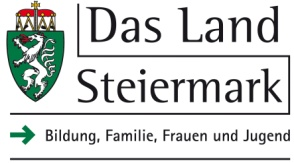 Das Land
Steiermark
Bildung, Familie, Frauen und Jugend